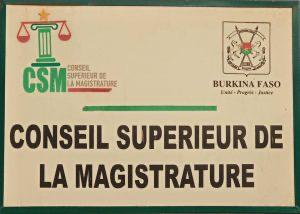 CSM
CONSEIL
SUPERIEUR DE
LA MAGISTRATURE
BURKINA FASO
Unité - Progrès - Justice
CONSEIL SUPERIEUR DE
LA MAGISTRATURE